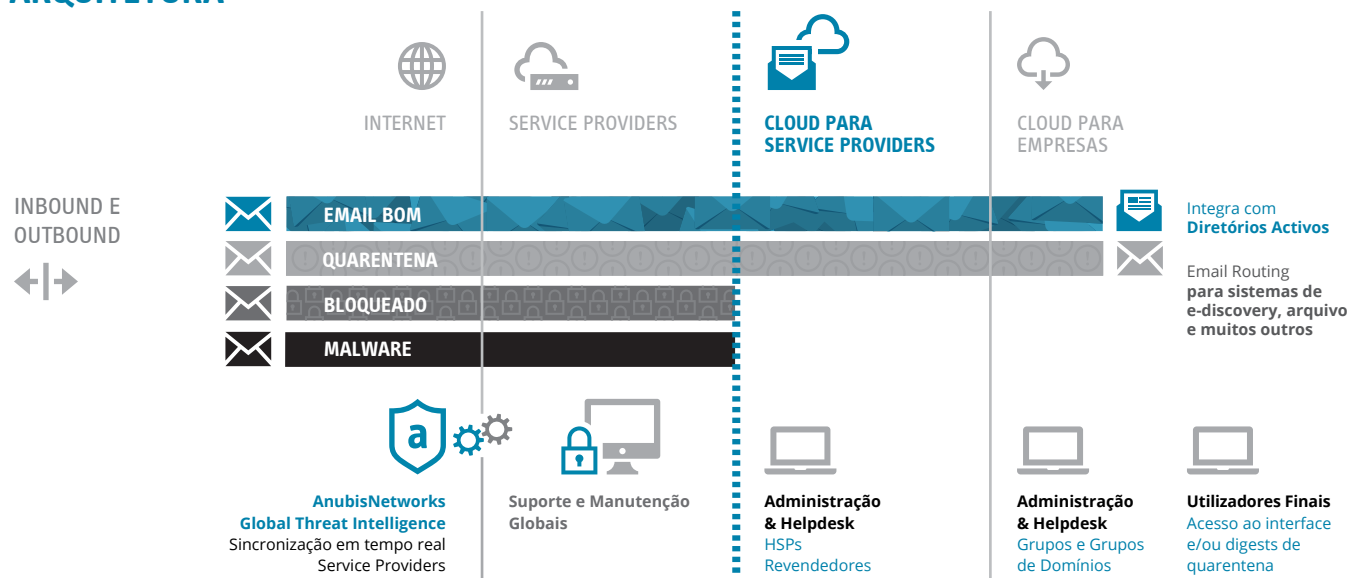 ARQUITETURA
INTERNET
SERVICE PROVIDERS
CLOUD PARA
SERVICE PROVIDERS
CLOUD PARA
EMPRESAS
INBOUND E
OUTBOUND
EMAIL BOM
QUARENTENA
BLOQUEADO
MALWARE
Integra com
Diretórios Activos
Email Routing
para sistemas de
e-discovery, arquivo
e muitos outros
a
AnubisNetworks
Global Threat Intelligence
Sincronização em tempo real
Service Providers
Suporte e Manutenção
Globais
Administração
& Helpdesk
HSPs
Revendedores
Administração
& Helpdesk
Grupos e Grupos
de Domínios
Utilizadores Finais
Acesso ao interface
e/ou digests de
quarentena